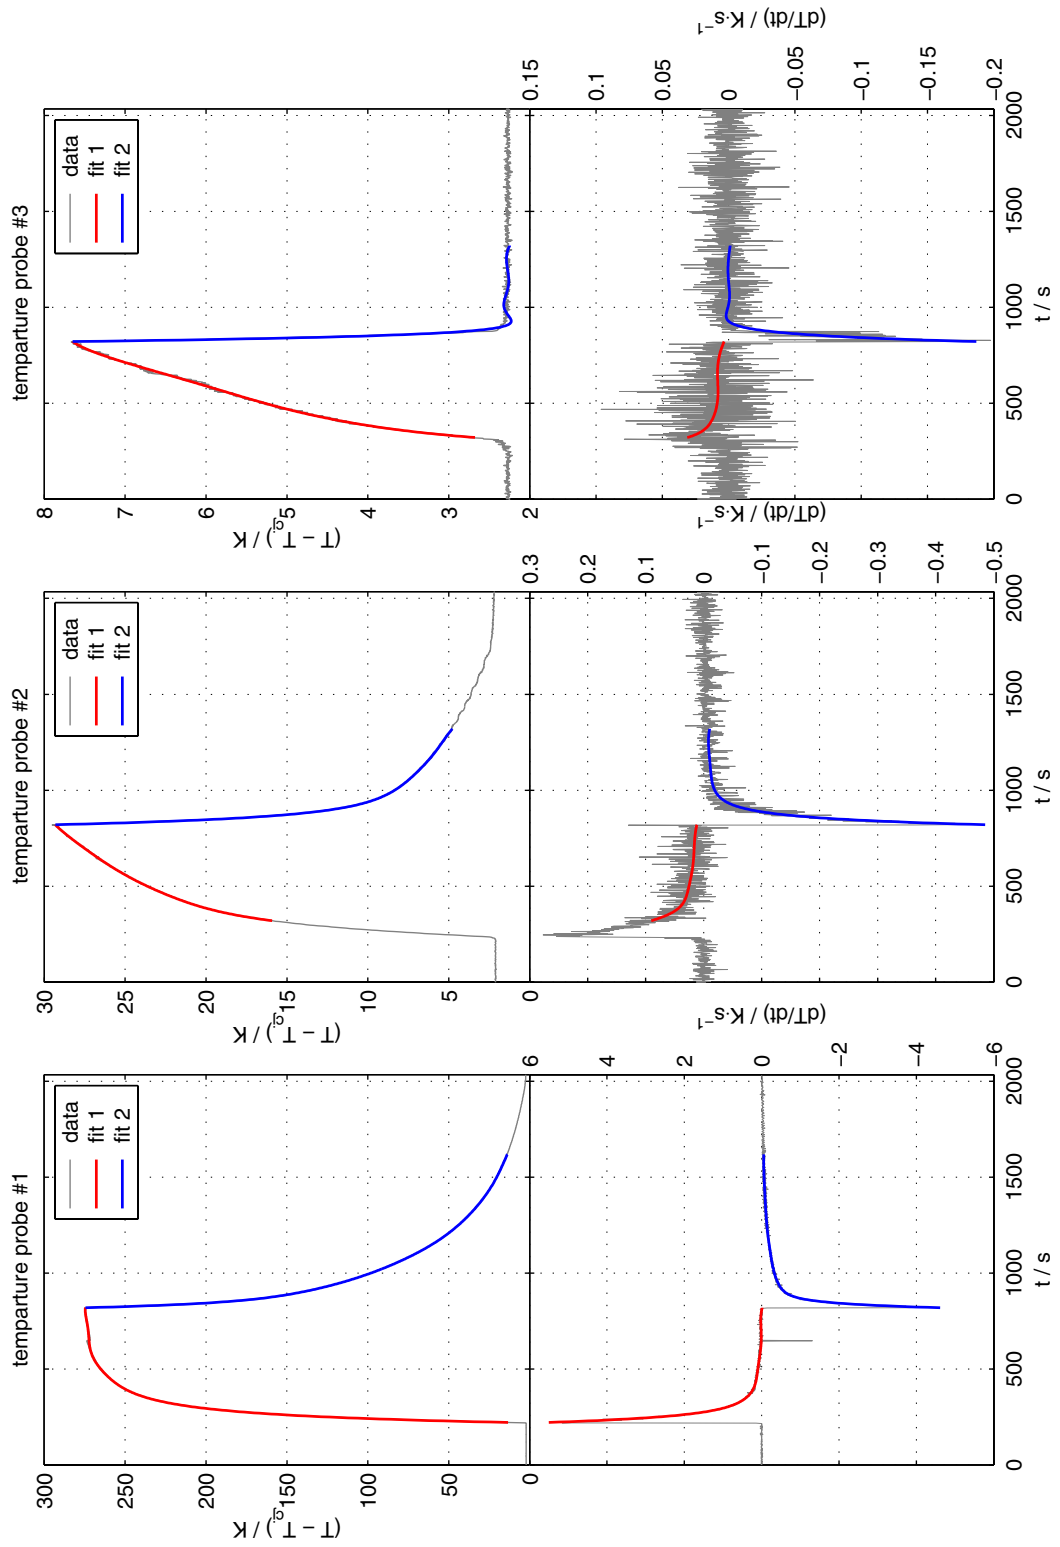 temparture probe #1
data
fit 1
fit 2
(T − Tcj) / K
300
250
200
150
100
50
0
6
4
2
0
−2
−4
−6
(dT/dt) / K·s−1
0
500
1000
1500
2000
t / s
temparture probe #2
data
fit 1
fit 2
(T − Tcj) / K
30
25
20
15
10
5
0
0.3
0.2
0.1
0
−0.1
−0.2
−0.3
−0.4
−0.5
(dT/dt) / K·s−1
0
500
1000
1500
2000
t / s
temparture probe #3
data
fit 1
fit 2
(T − Tcj) / K
8
7
6
5
4
3
2
0.15
0.1
0.05
0
−0.05
−0.1
−0.15
−0.2
(dT/dt) / K·s−1
0
500
1000
1500
2000
t / s